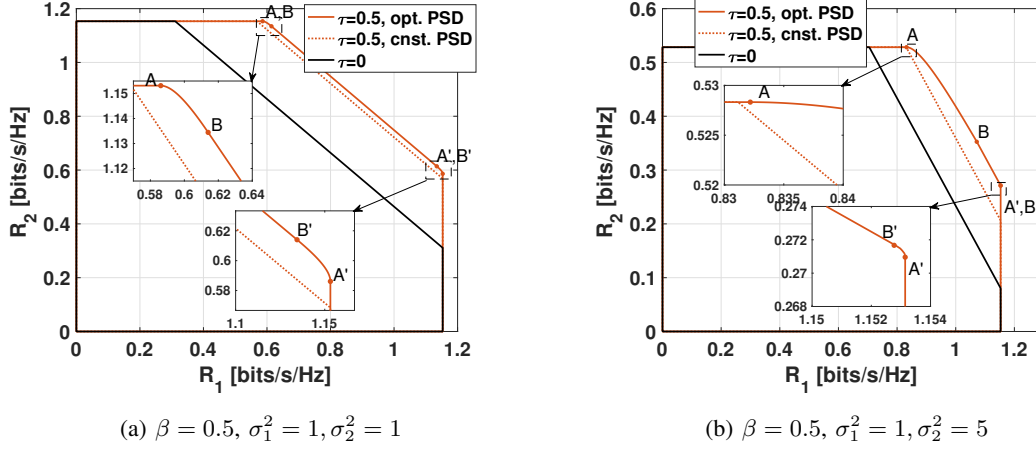 1.2
1
0.8
0.6
0.4
0.2
0
R2 [bits/s/Hz]
A,B
τ=0.5, opt. PSD
τ=0.5, cnst. PSD
τ=0
A
B
1.15
1.14
1.13
1.12
0.58 0.6 0.62 0.64
A',B'
B'
A'
0.62
0.6
0.58
1.1 1.15
0 0.2 0.4 0.6 0.8 1 1.2
R1 [bits/s/Hz]
(a) β = 0.5, σ₁² = 1, σ₂² = 1
0.6
0.5
0.4
0.3
0.2
0.1
0
R2 [bits/s/Hz]
τ=0.5, opt. PSD
τ=0.5, cnst. PSD
τ=0
A
A
0.53
0.525
0.52
0.83 0.835 0.84
B
A',B
0.274
0.272
0.27
0.268
B'
A'
1.15 1.152 1.154
0 0.2 0.4 0.6 0.8 1 1.2
R1 [bits/s/Hz]
(b) β = 0.5, σ₁² = 1, σ₂² = 5